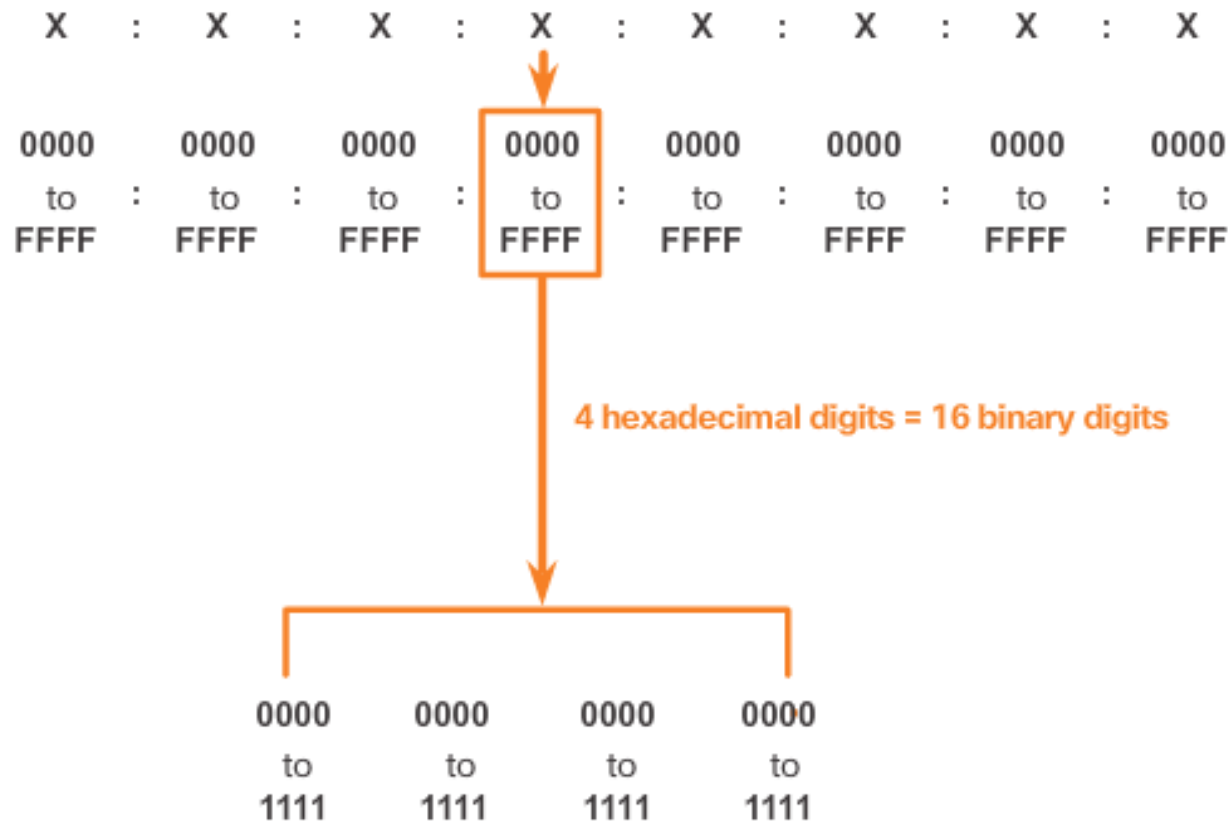 X : X : X : X : X : X : X : X
0000 0000 0000 0000 0000 0000 0000 0000
to : to : to : to : to : to : to : to
FFFF FFFF FFFF FFFF FFFF FFFF FFFF FFFF
4 hexadecimal digits = 16 binary digits
0000 0000 0000 0000
to to to to
1111 1111 1111 1111